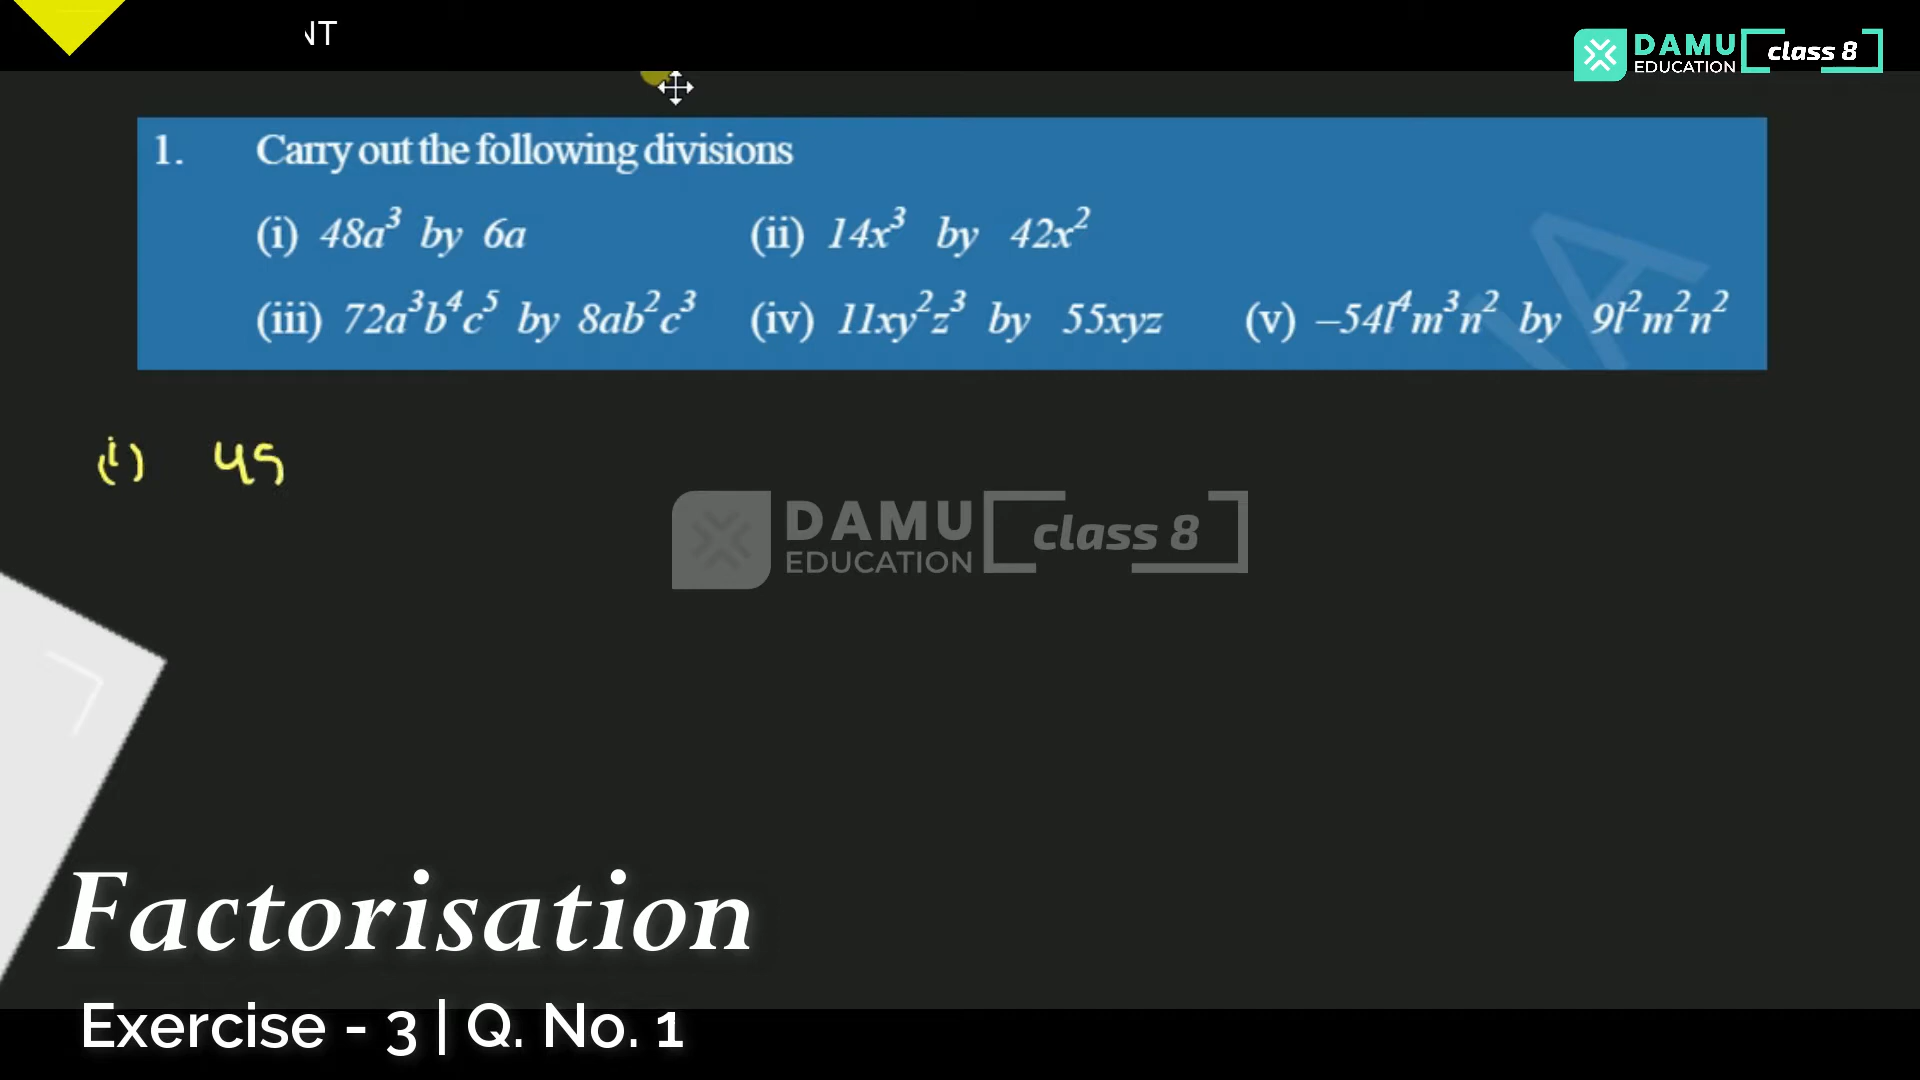 NT
DAMU
EDUCATION
class 8
1. Carry out the following divisions
(i) 48a³ by 6a (ii) 14x³ by 42x²
(iii) 72a³b⁴c⁵ by 8ab²c³ (iv) 11xy²z³ by 55xyz (v) –54l⁴m³n² by 9l²m²n²
(i) 4
DAMU
EDUCATION
class 8
Factorisation
Exercise - 3 | Q. No. 1